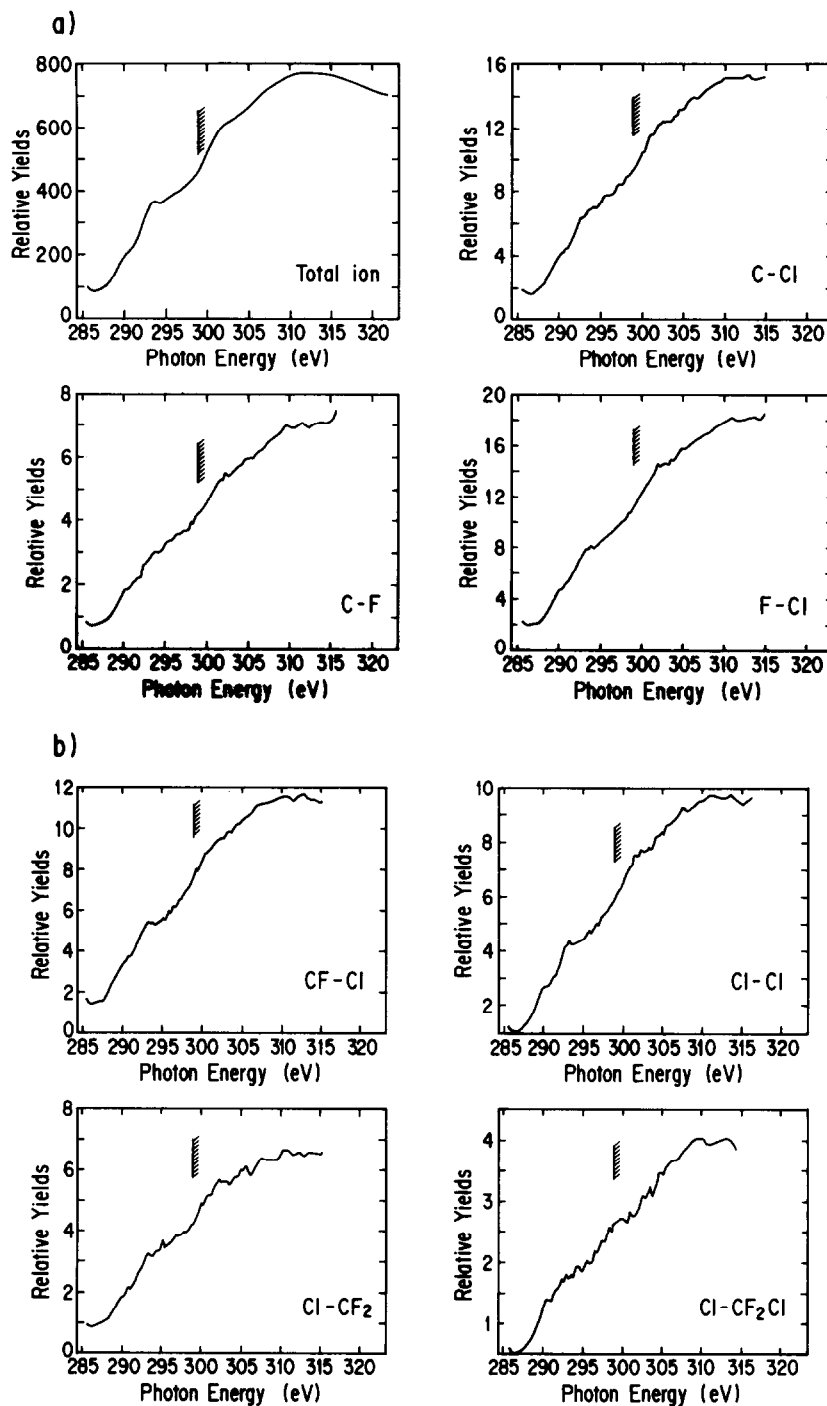 a)
800
600
400
200
0
Relative Yields
Total ion
285 290 295 300 305 310 315 320
Photon Energy (eV)
16
12
8
4
0
Relative Yields
C-Cl
285 290 295 300 305 310 315 320
Photon Energy (eV)
8
6
4
2
0
Relative Yields
C-F
285 290 295 300 305 310 315 320
Photon Energy (eV)
20
16
12
8
4
0
Relative Yields
F-Cl
285 290 295 300 305 310 315 320
Photon Energy (eV)
b)
12
10
8
6
4
2
0
Relative Yields
CF-Cl
285 290 295 300 305 310 315 320
Photon Energy (eV)
10
8
6
4
2
Relative Yields
Cl-Cl
285 290 295 300 305 310 315 320
Photon Energy (eV)
8
6
4
2
0
Relative Yields
Cl-CF2
285 290 295 300 305 310 315 320
Photon Energy (eV)
4
3
2
1
Relative Yields
Cl-CF2Cl
285 290 295 300 305 310 315 320
Photon Energy (eV)